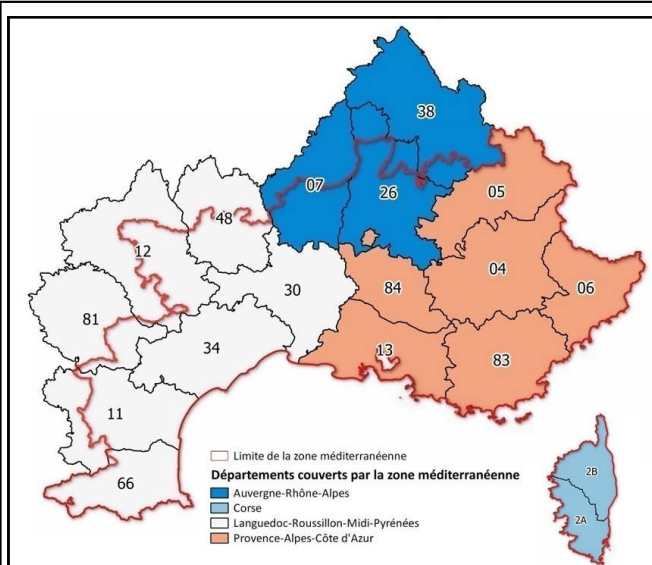 38
07
26
05
48
12
30
84
04
06
81
34
13
83
11
66
2B
2A
Limite de la zone méditerranéenne
Départements couverts par la zone méditerranéenne
Auvergne-Rhône-Alpes
Corse
Languedoc-Roussillon-Midi-Pyrénées
Provence-Alpes-Côte d'Azur